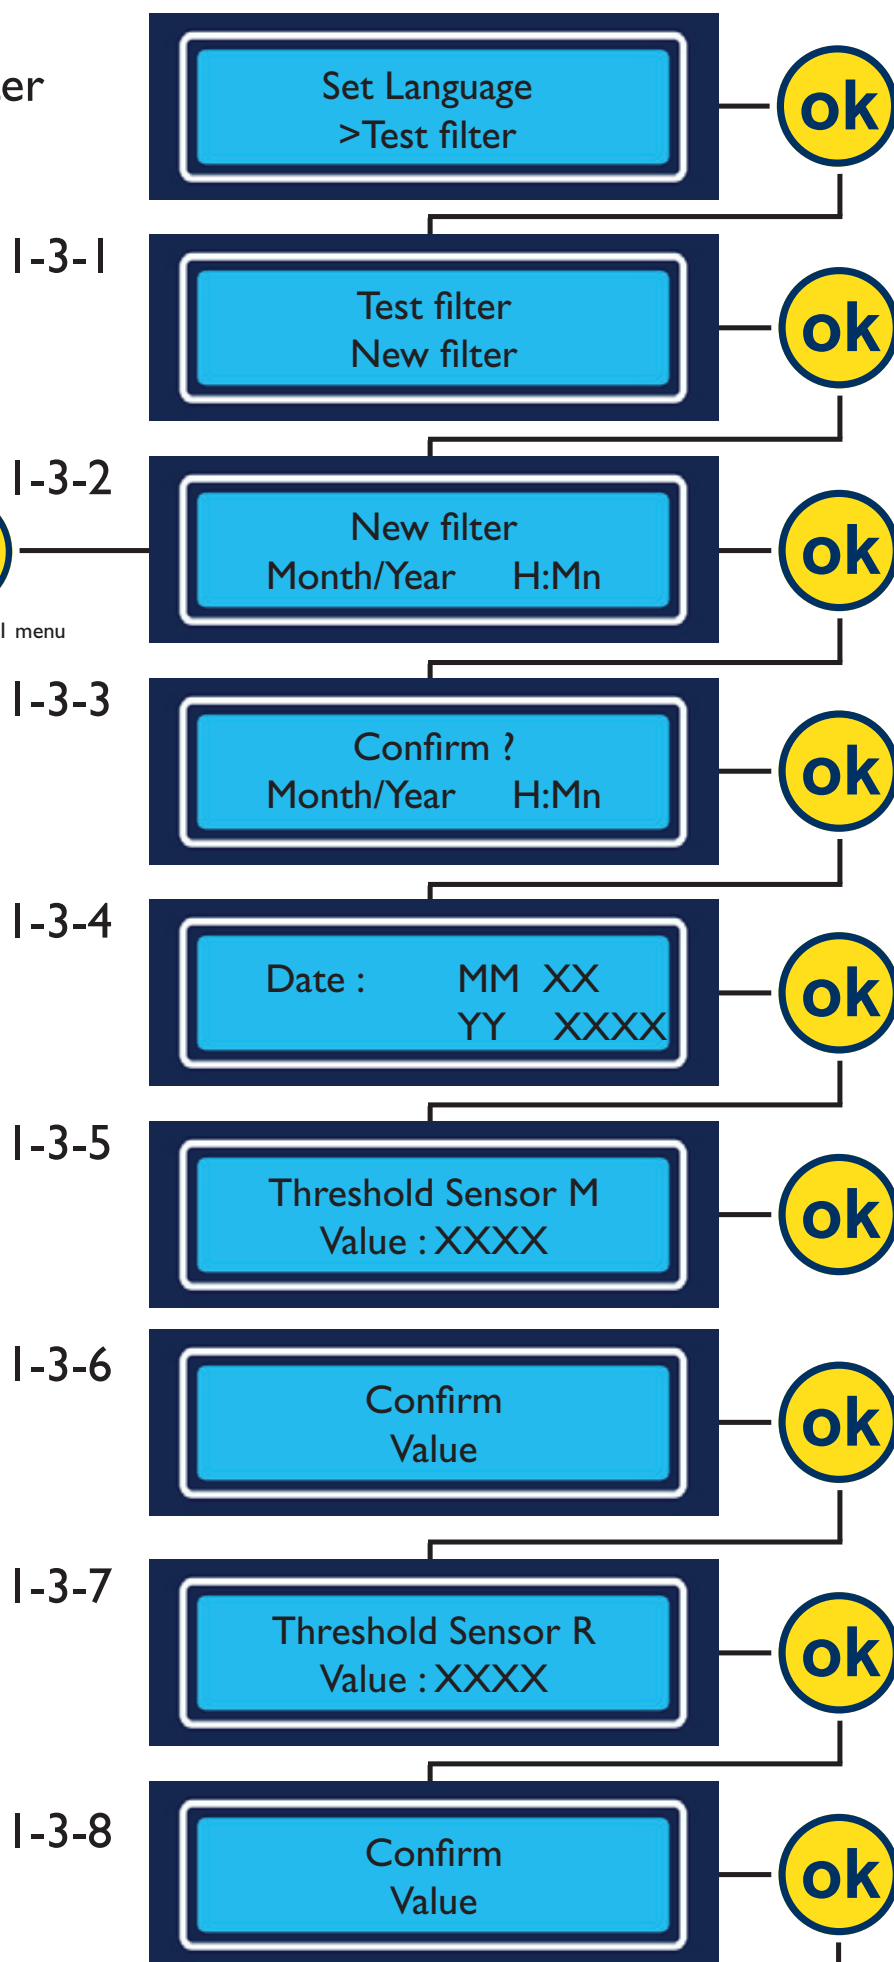 er
Set Language
>Test filter
ok
1-3-1
Test filter
New filter
ok
1-3-2
New filter
Month/Year H:Mn
ok
1 menu
1-3-3
Confirm ?
Month/Year H:Mn
ok
1-3-4
Date : MM XX
YY XXXX
ok
1-3-5
Threshold Sensor M
Value : XXXX
ok
1-3-6
Confirm
Value
ok
1-3-7
Threshold Sensor R
Value : XXXX
ok
1-3-8
Confirm
Value
ok